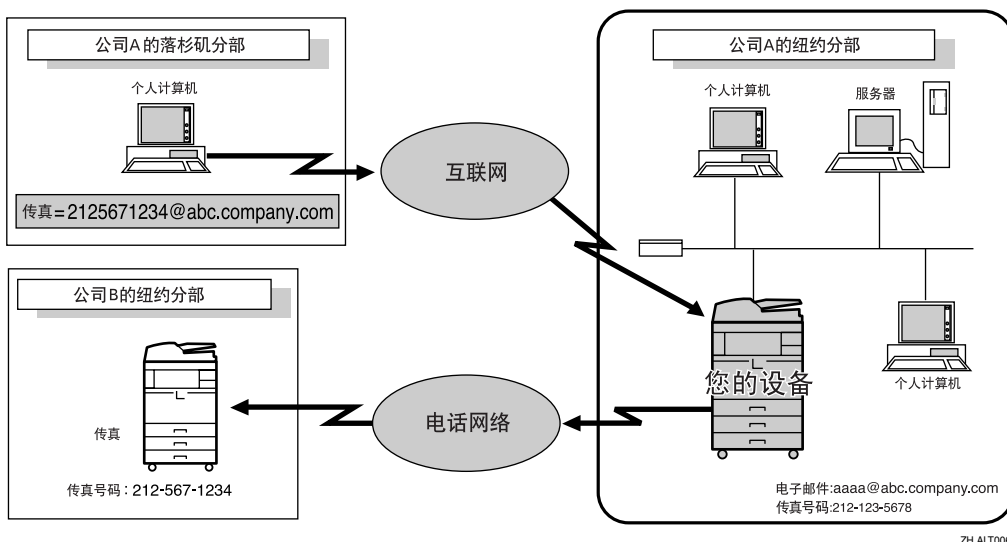 公司A的落杉矶分部
个人计算机
传真=2125671234@abc.company.com
互联网
公司A的纽约分部
个人计算机
服务器
您的设备
个人计算机
电子邮件:aaaa@abc.company.com
传真号码:212-123-5678
电话网络
公司B的纽约分部
传真
传真号码：212-567-1234